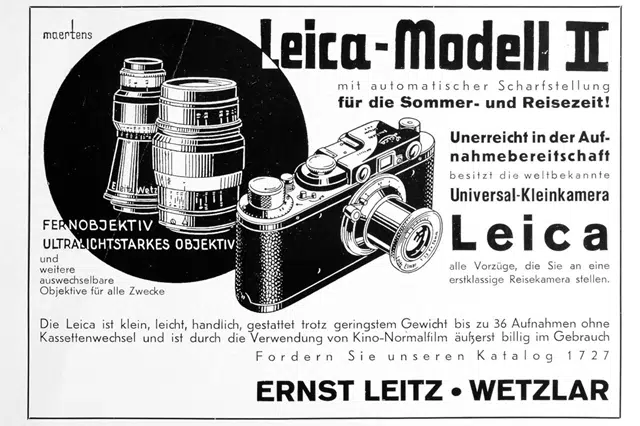 maertens
Leica-Modell II
mit automatischer Scharfstellung
für die Sommer- und Reisezeit!
Unerreicht in der Auf-
nahmebereitschaft
besitzt die weltbekannte
Universal-Kleinkamera
Leica
alle Vorzüge, die Sie an eine
erstklassige Reisekamera stellen.
FERNOBJEKTIV
ULTRALICHTSTARKES OBJEKTIV
und
weitere
auswechselbare
Objektive für alle Zwecke
Die Leica ist klein, leicht, handlich, gestattet trotz geringstem Gewicht bis zu 36 Aufnahmen ohne
Kassettenwechsel und ist durch die Verwendung von Kino-Normalfilm äußerst billig im Gebrauch
Fordern Sie unseren Katalog 1727
ERNST LEITZ • WETZLAR